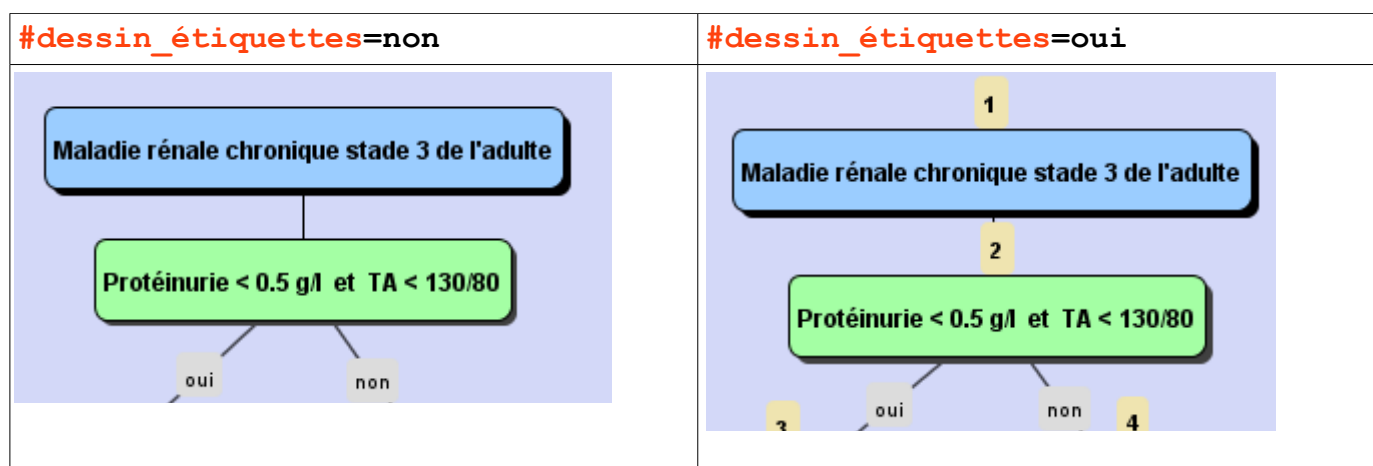 #dessin_étiquettes=non
Maladie rénale chronique stade 3 de l'adulte
Protéinurie < 0.5 g/l et TA < 130/80
oui
non
#dessin_étiquettes=oui
1
Maladie rénale chronique stade 3 de l'adulte
2
Protéinurie < 0.5 g/l et TA < 130/80
oui
non
3
4